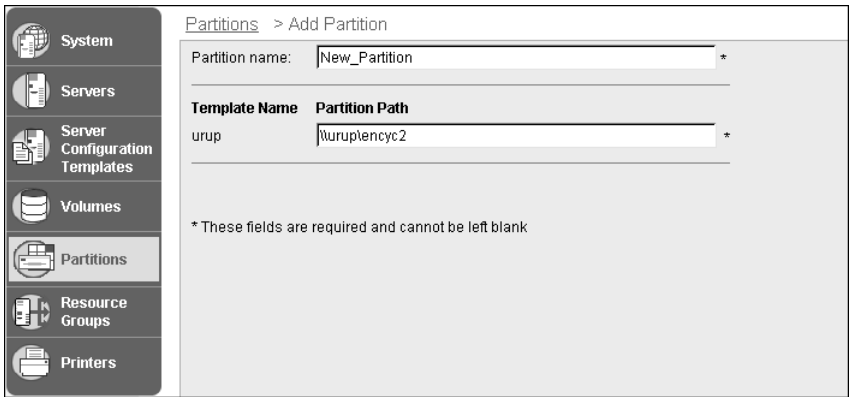 System
Servers
Server
Configuration
Templates
Volumes
Partitions
Resource
Groups
Printers
Partitions > Add Partition
Partition name: New_Partition *
Template Name Partition Path
urup \\urup\encyc2 *
* These fields are required and cannot be left blank